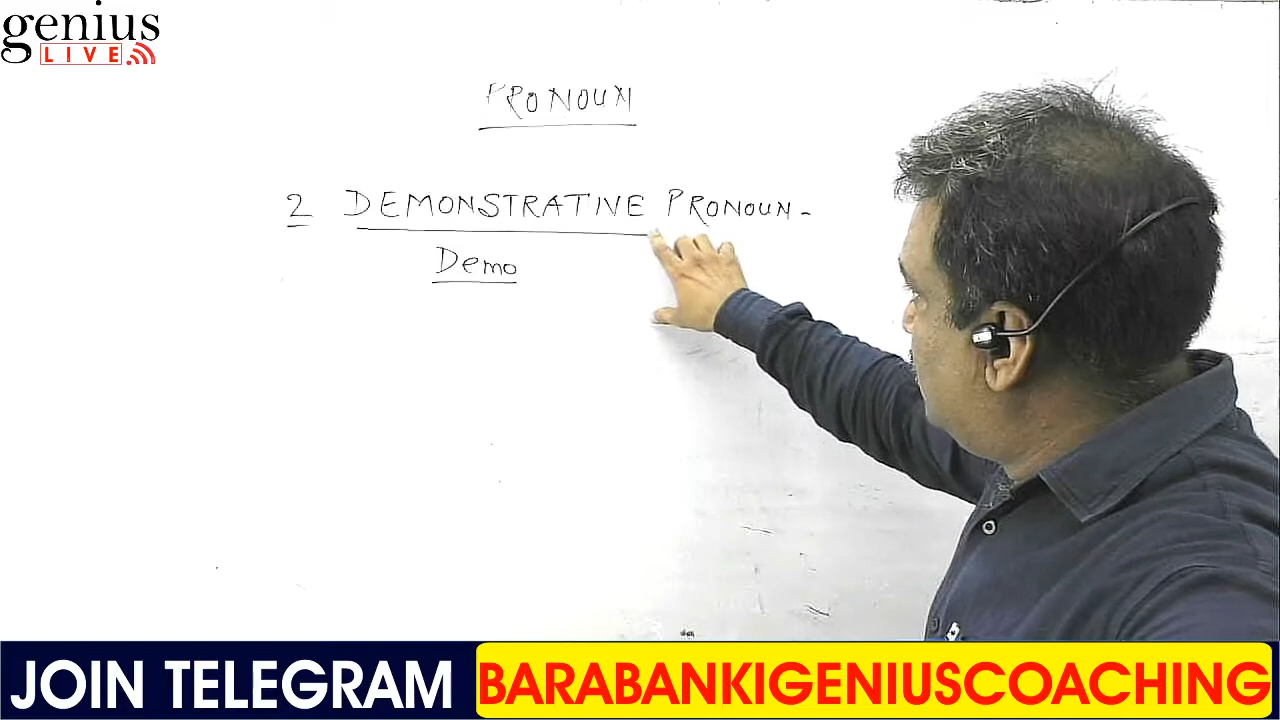 genius
LIVE
PRONOUN
2 DEMONSTRATIVE PRONOUN-
Demo
JOIN TELEGRAM BARABANKIGENIUSCOACHING